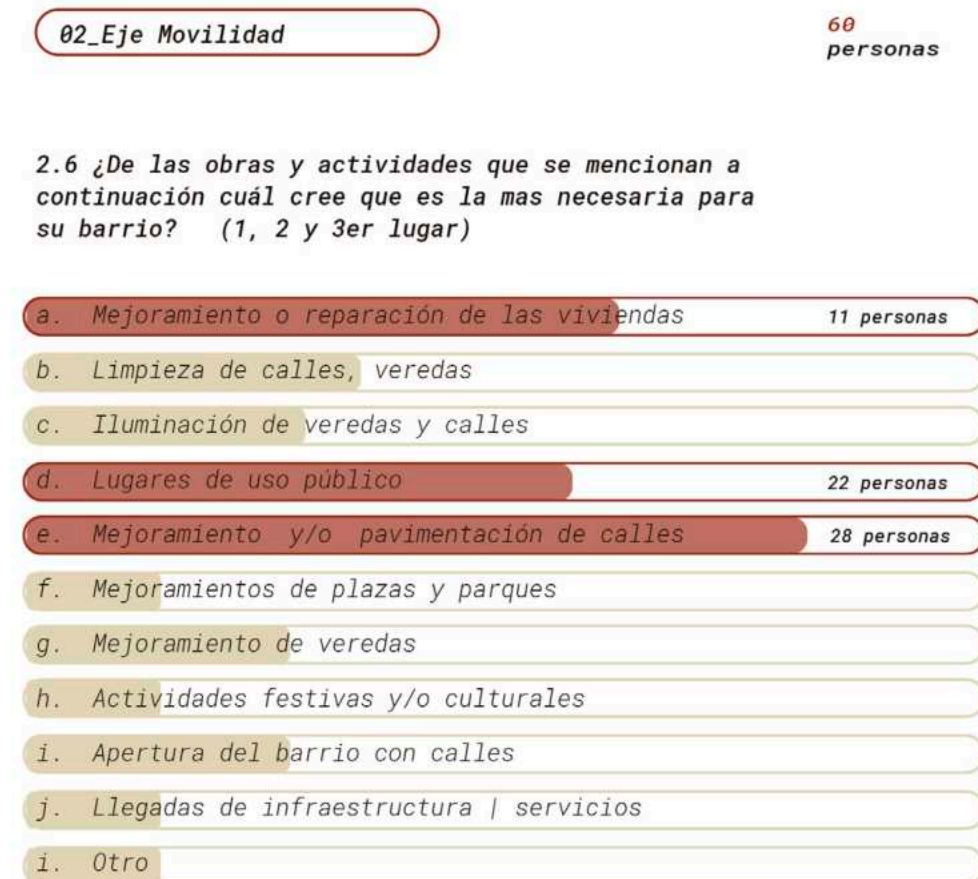 02_Eje Movilidad
60
personas
2.6 ¿De las obras y actividades que se mencionan a
continuación cuál cree que es la mas necesaria para
su barrio? (1, 2 y 3er lugar)
a. Mejoramiento o reparación de las viviendas 11 personas
b. Limpieza de calles, veredas
c. Iluminación de veredas y calles
d. Lugares de uso público 22 personas
e. Mejoramiento y/o pavimentación de calles 28 personas
f. Mejoramientos de plazas y parques
g. Mejoramiento de veredas
h. Actividades festivas y/o culturales
i. Apertura del barrio con calles
j. Llegadas de infraestructura | servicios
i. Otro